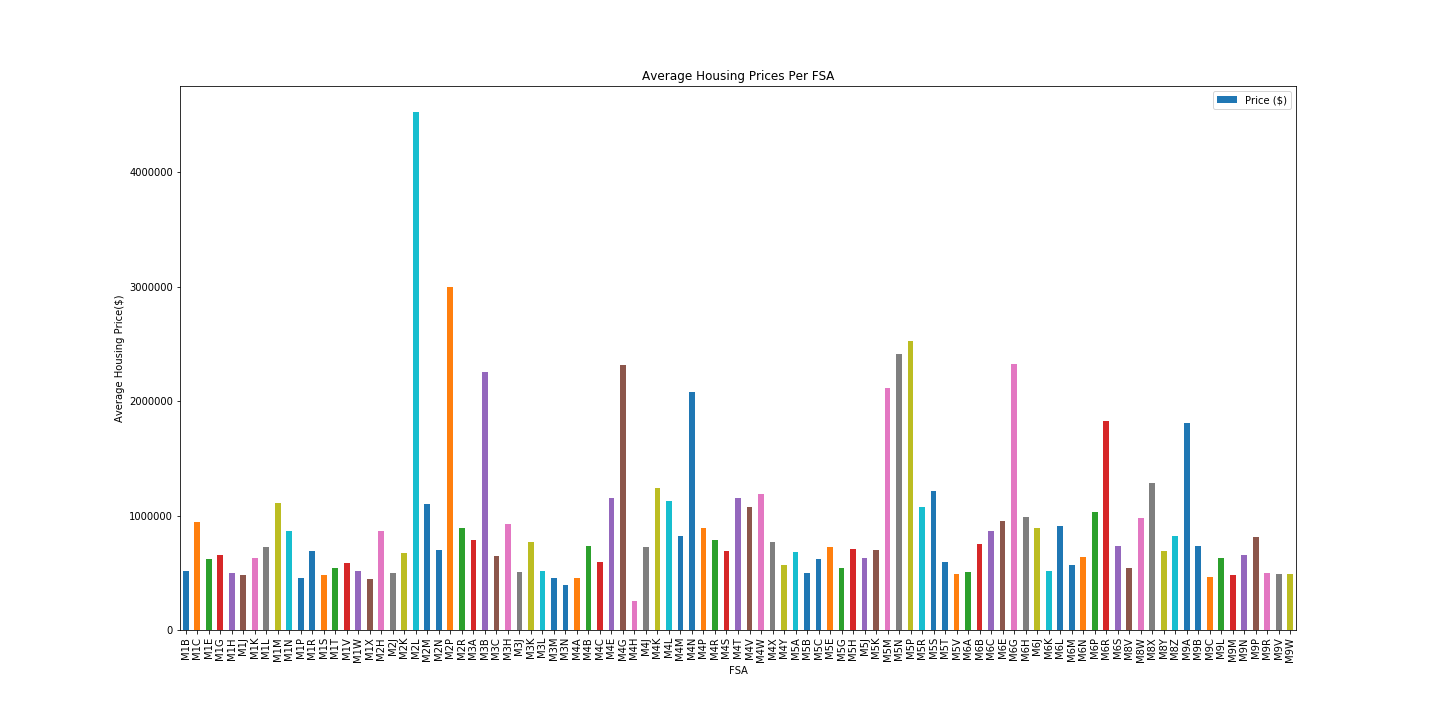 Average Housing Prices Per FSA
Price ($)
Average Housing Price($)
4000000
3000000
2000000
1000000
0
M1B M1C M1E M1G M1H M1J M1K M1L M1M M1N M1P M1R M1S M1T M1V M1W M1X M2H M2J M2K M2L M2M M2N M2P M2R M3A M3B M3C M3H M3J M3K M3L M3M M3N M4A M4B M4C M4E M4G M4H M4J M4K M4L M4M M4N M4P M4R M4S M4T M4V M4W M4X M4Y M5A M5B M5C M5E M5G M5H M5J M5K M5M M5N M5P M5R M5S M5T M5V M6A M6B M6C M6E M6G M6H M6J M6K M6L M6M M6N M6P M6R M6S M8V M8W M8X M8Y M8Z M9A M9B M9C M9L M9M M9N M9P M9R M9V M9W
FSA